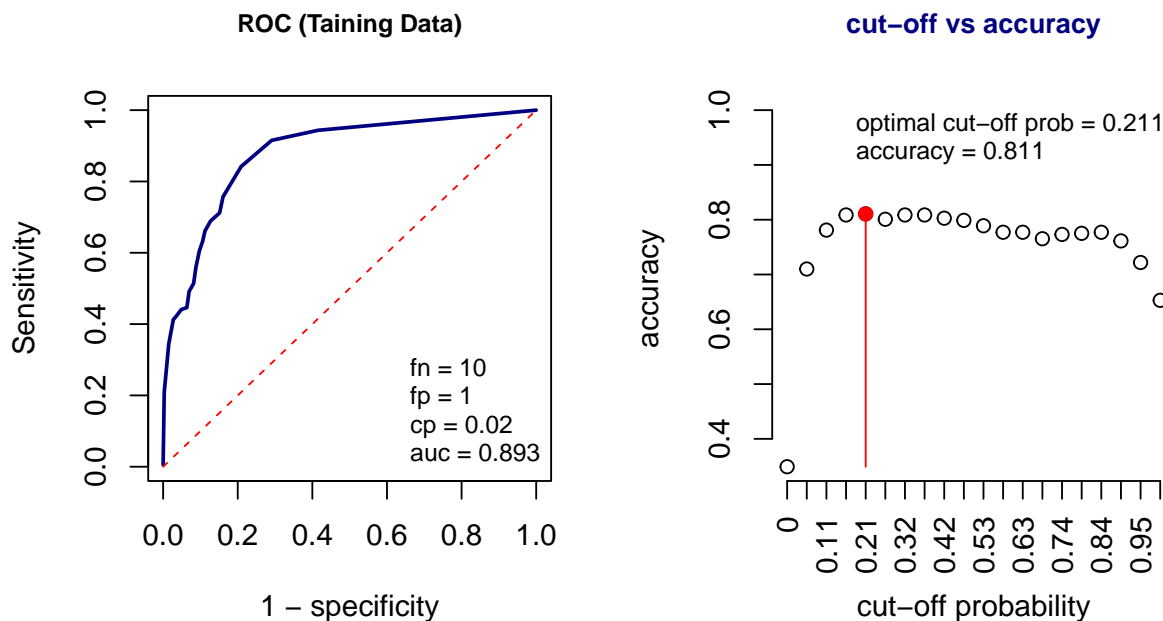 ROC (Taining Data)
Sensitivity
1.0
0.8
0.6
0.4
0.2
0.0
fn = 10
fp = 1
cp = 0.02
auc = 0.893
0.0 0.2 0.4 0.6 0.8 1.0
1 − specificity
cut−off vs accuracy
accuracy
1.0
0.8
0.6
0.4
optimal cut−off prob = 0.211
accuracy = 0.811
0 0.11 0.21 0.32 0.42 0.53 0.63 0.74 0.84 0.95
cut−off probability